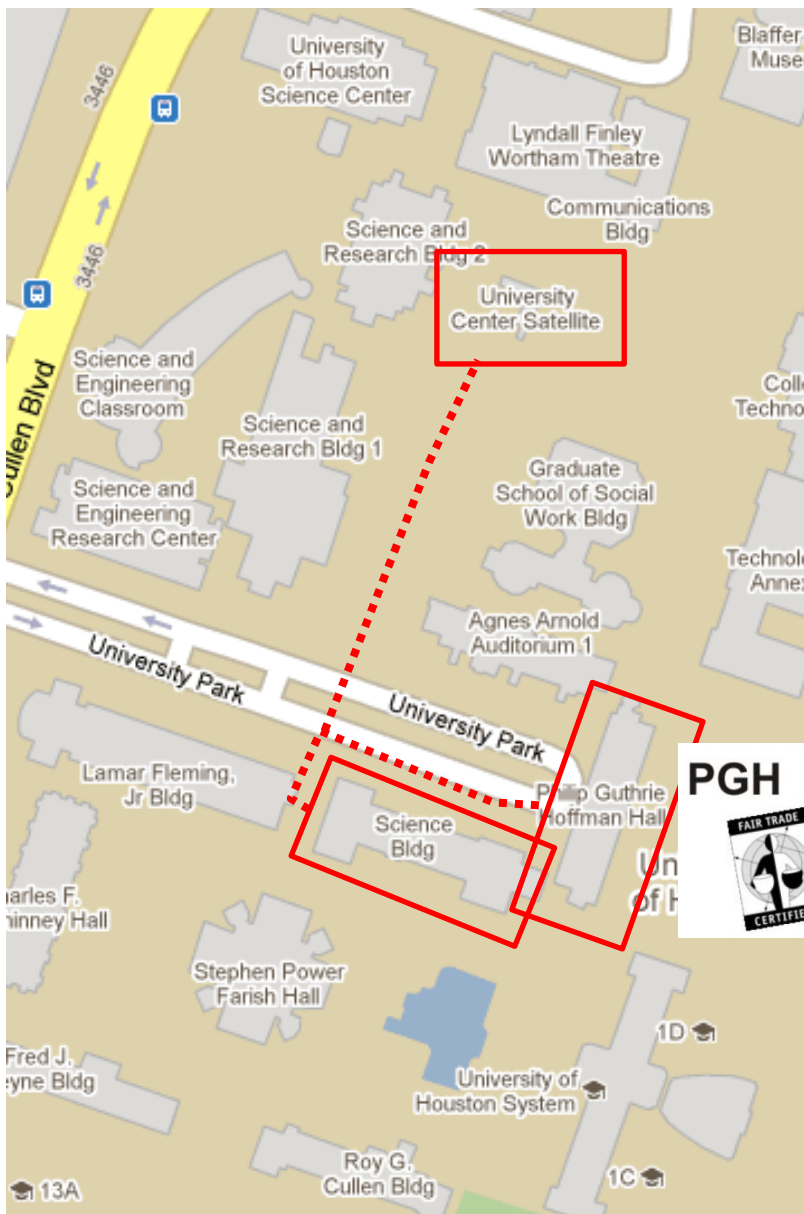 3446
University
of Houston
Science Center
Blaffer
Lyndall Finley
Wortham Theatre
Communications
Bldg
3446
Science and
Research Bldg 2
University
Center Satellite
Science and
Engineering
Classroom
Cullen Blvd
Science and
Research Bldg 1
Graduate
School of Social
Work Bldg
Science and
Engineering
Research Center
Agnes Arnold
Auditorium 1
University Park
University Park
Lamar Fleming,
Jr Bldg
Philip Guthrie
Hoffman Hall
PGH
FAIR TRADE
Science
Bldg
Stephen Power
Farish Hall
1D
Fred J.
University of
Houston System
Roy G.
Cullen Bldg
1C
13A